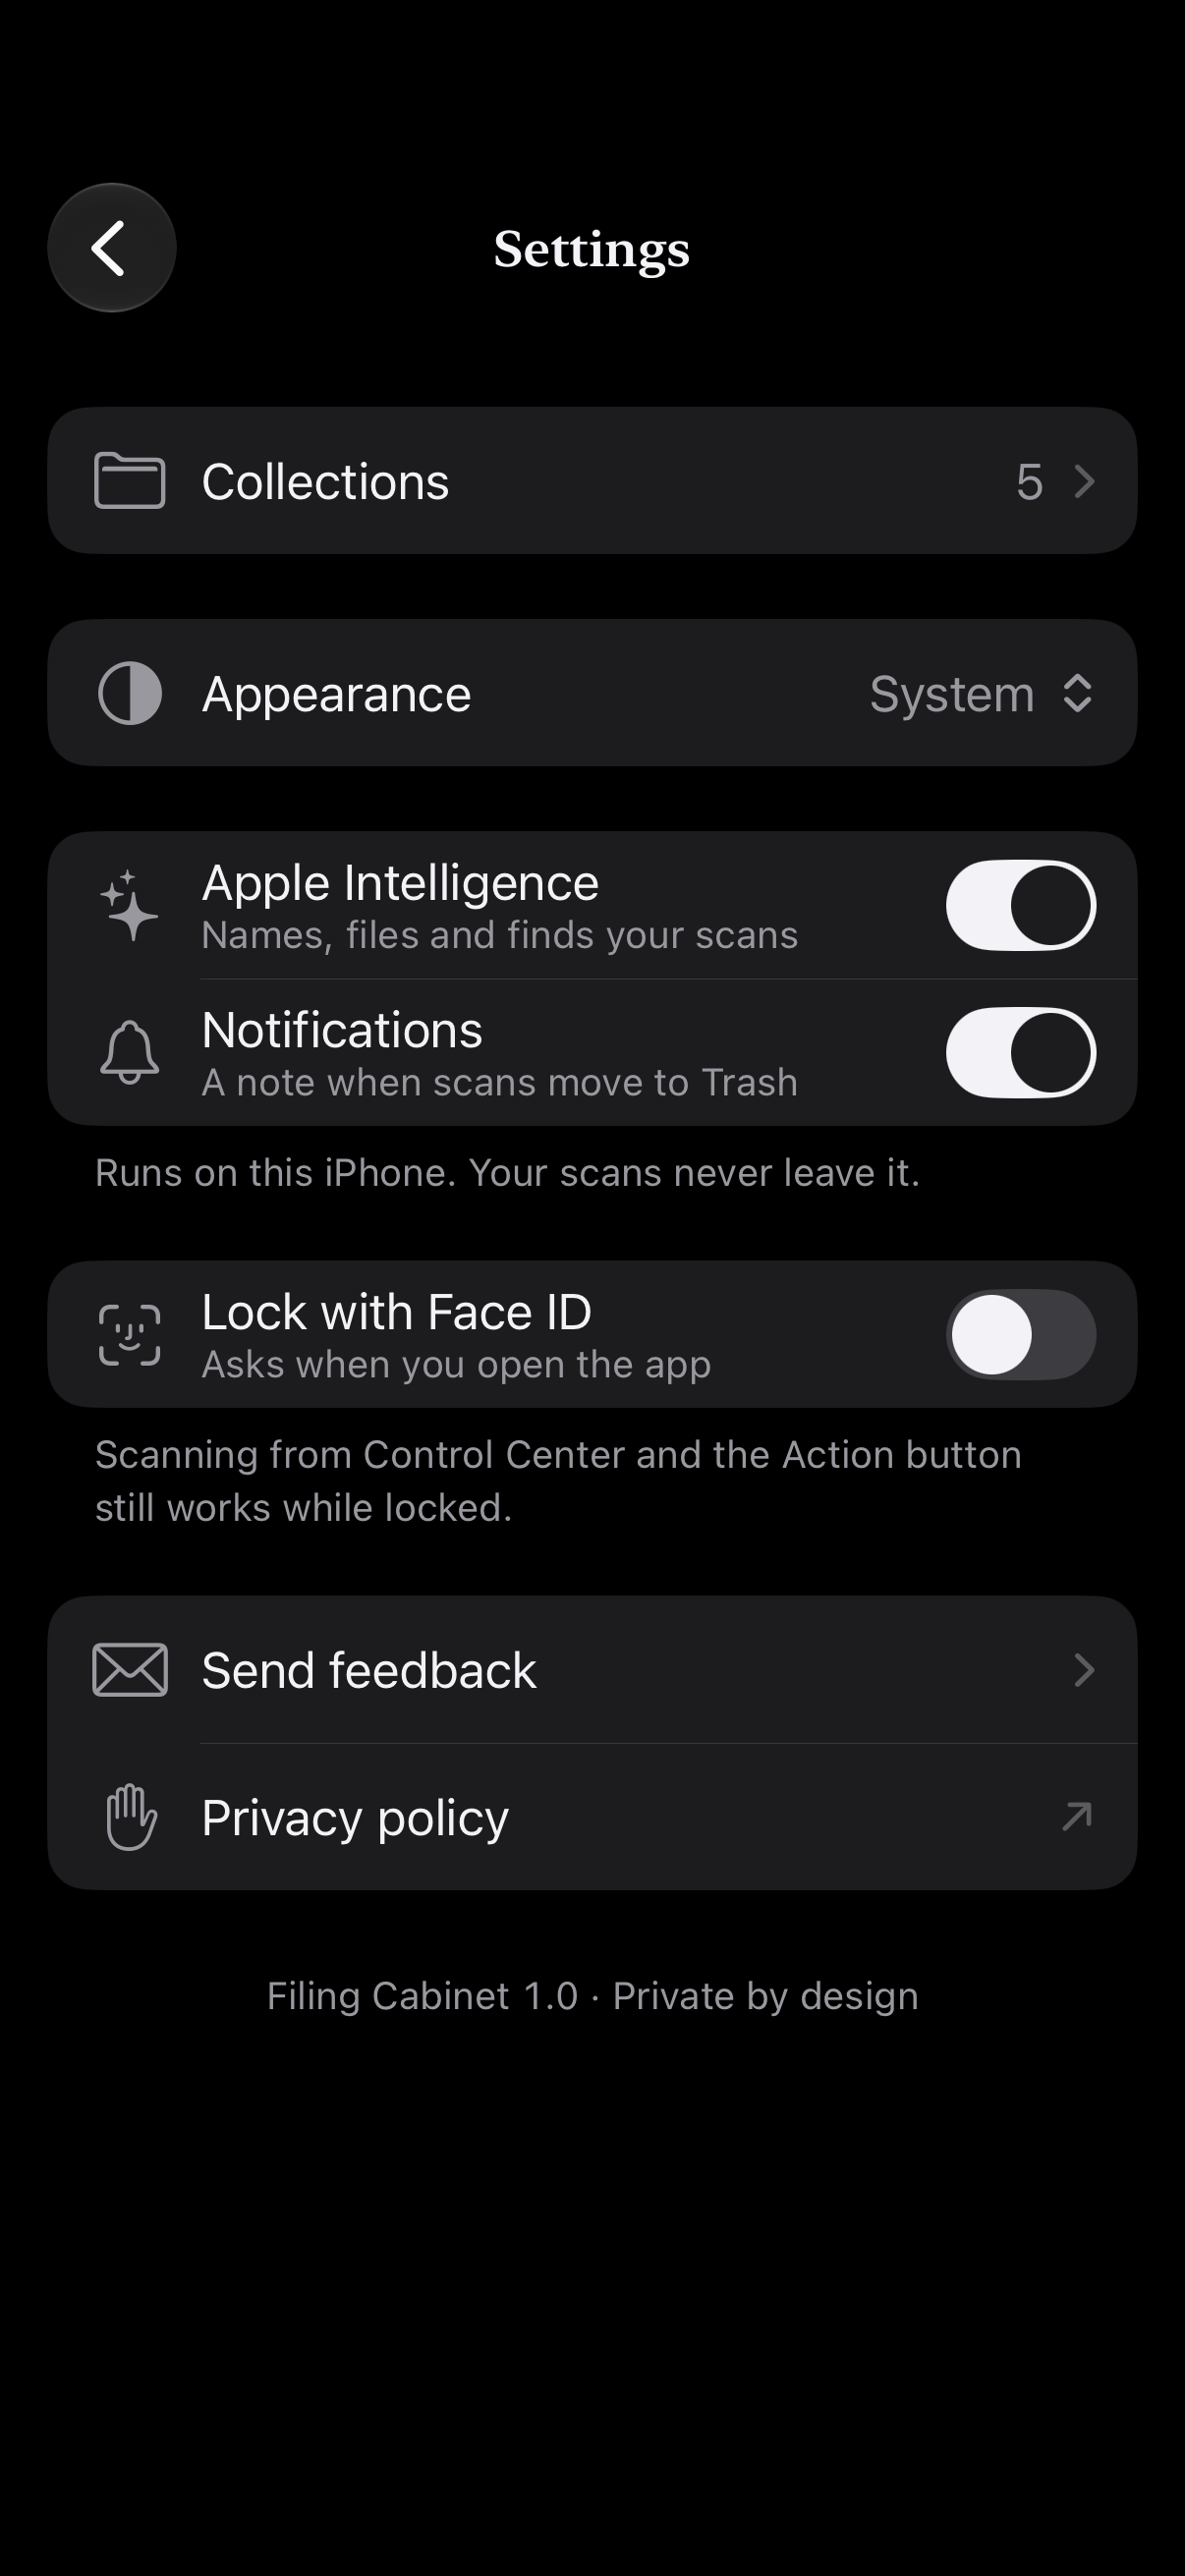 Settings
Collections 5
Appearance System
Apple Intelligence
Names, files and finds your scans
Notifications
A note when scans move to Trash
Runs on this iPhone. Your scans never leave it.
Lock with Face ID
Asks when you open the app
Scanning from Control Center and the Action button
still works while locked.
Send feedback
Privacy policy
Filing Cabinet 1.0 · Private by design